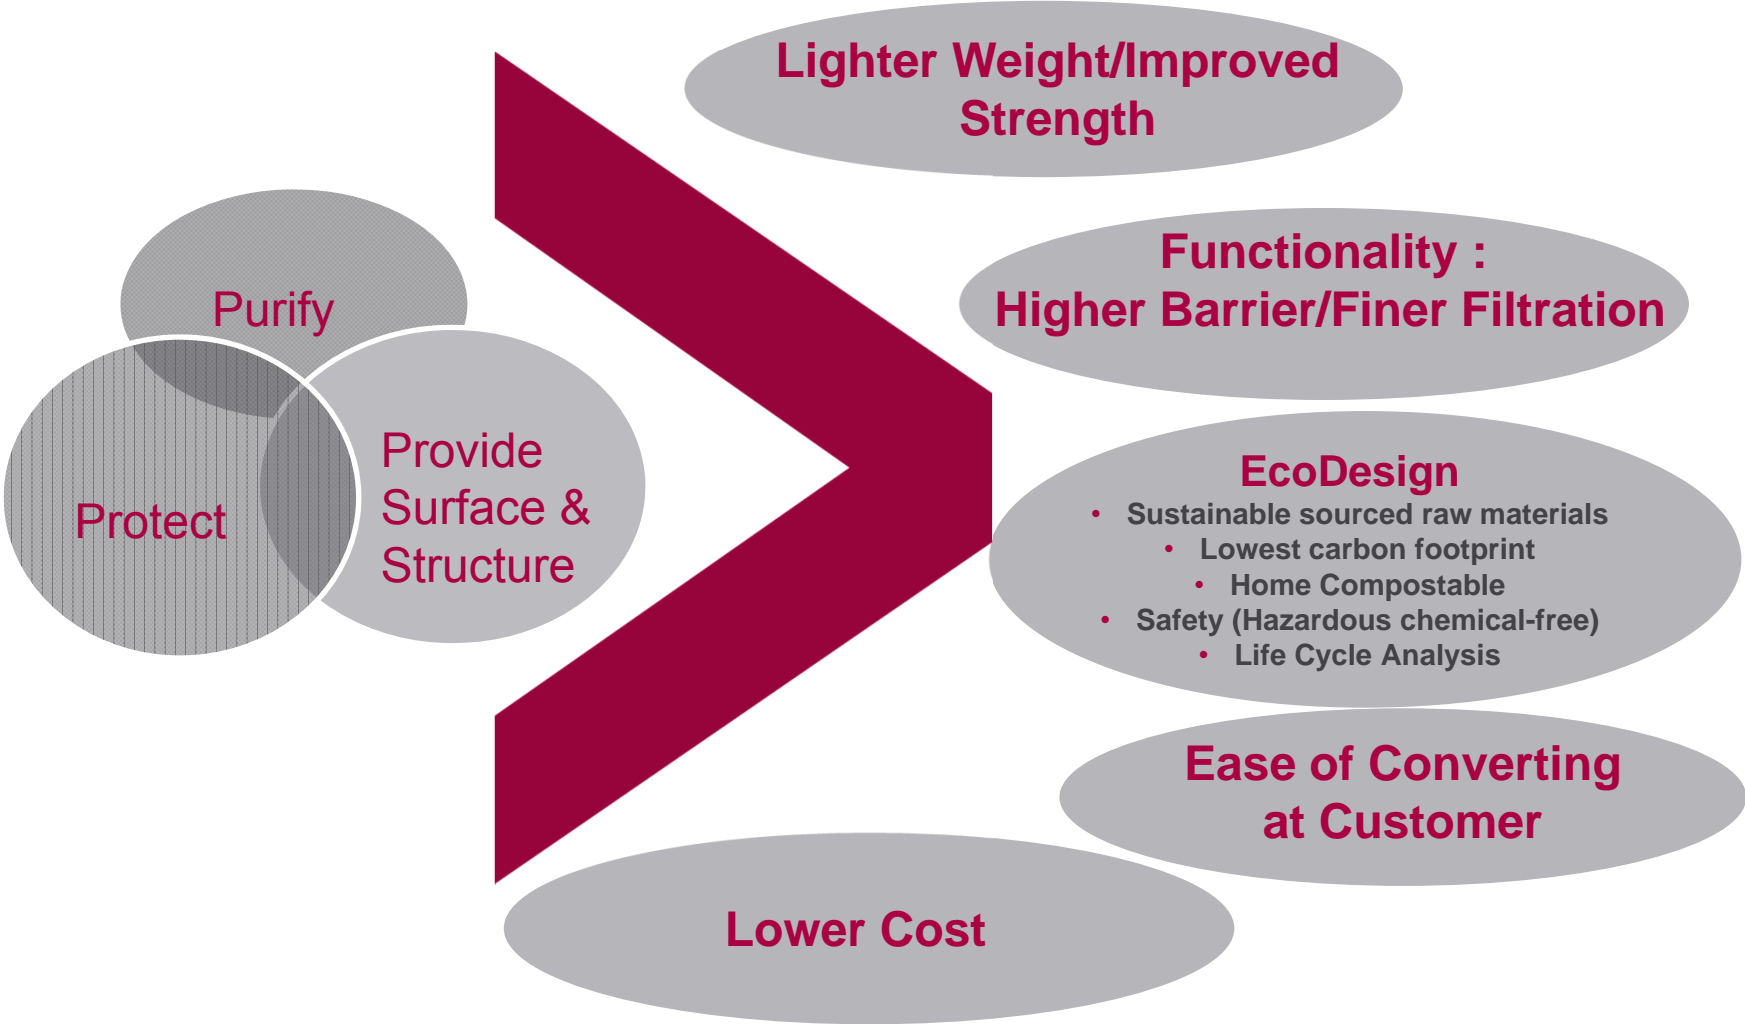 Purify
Protect
Provide
Surface &
Structure
Lighter Weight/Improved
Strength
Functionality :
Higher Barrier/Finer Filtration
EcoDesign
• Sustainable sourced raw materials
• Lowest carbon footprint
• Home Compostable
• Safety (Hazardous chemical-free)
• Life Cycle Analysis
Ease of Converting
at Customer
Lower Cost